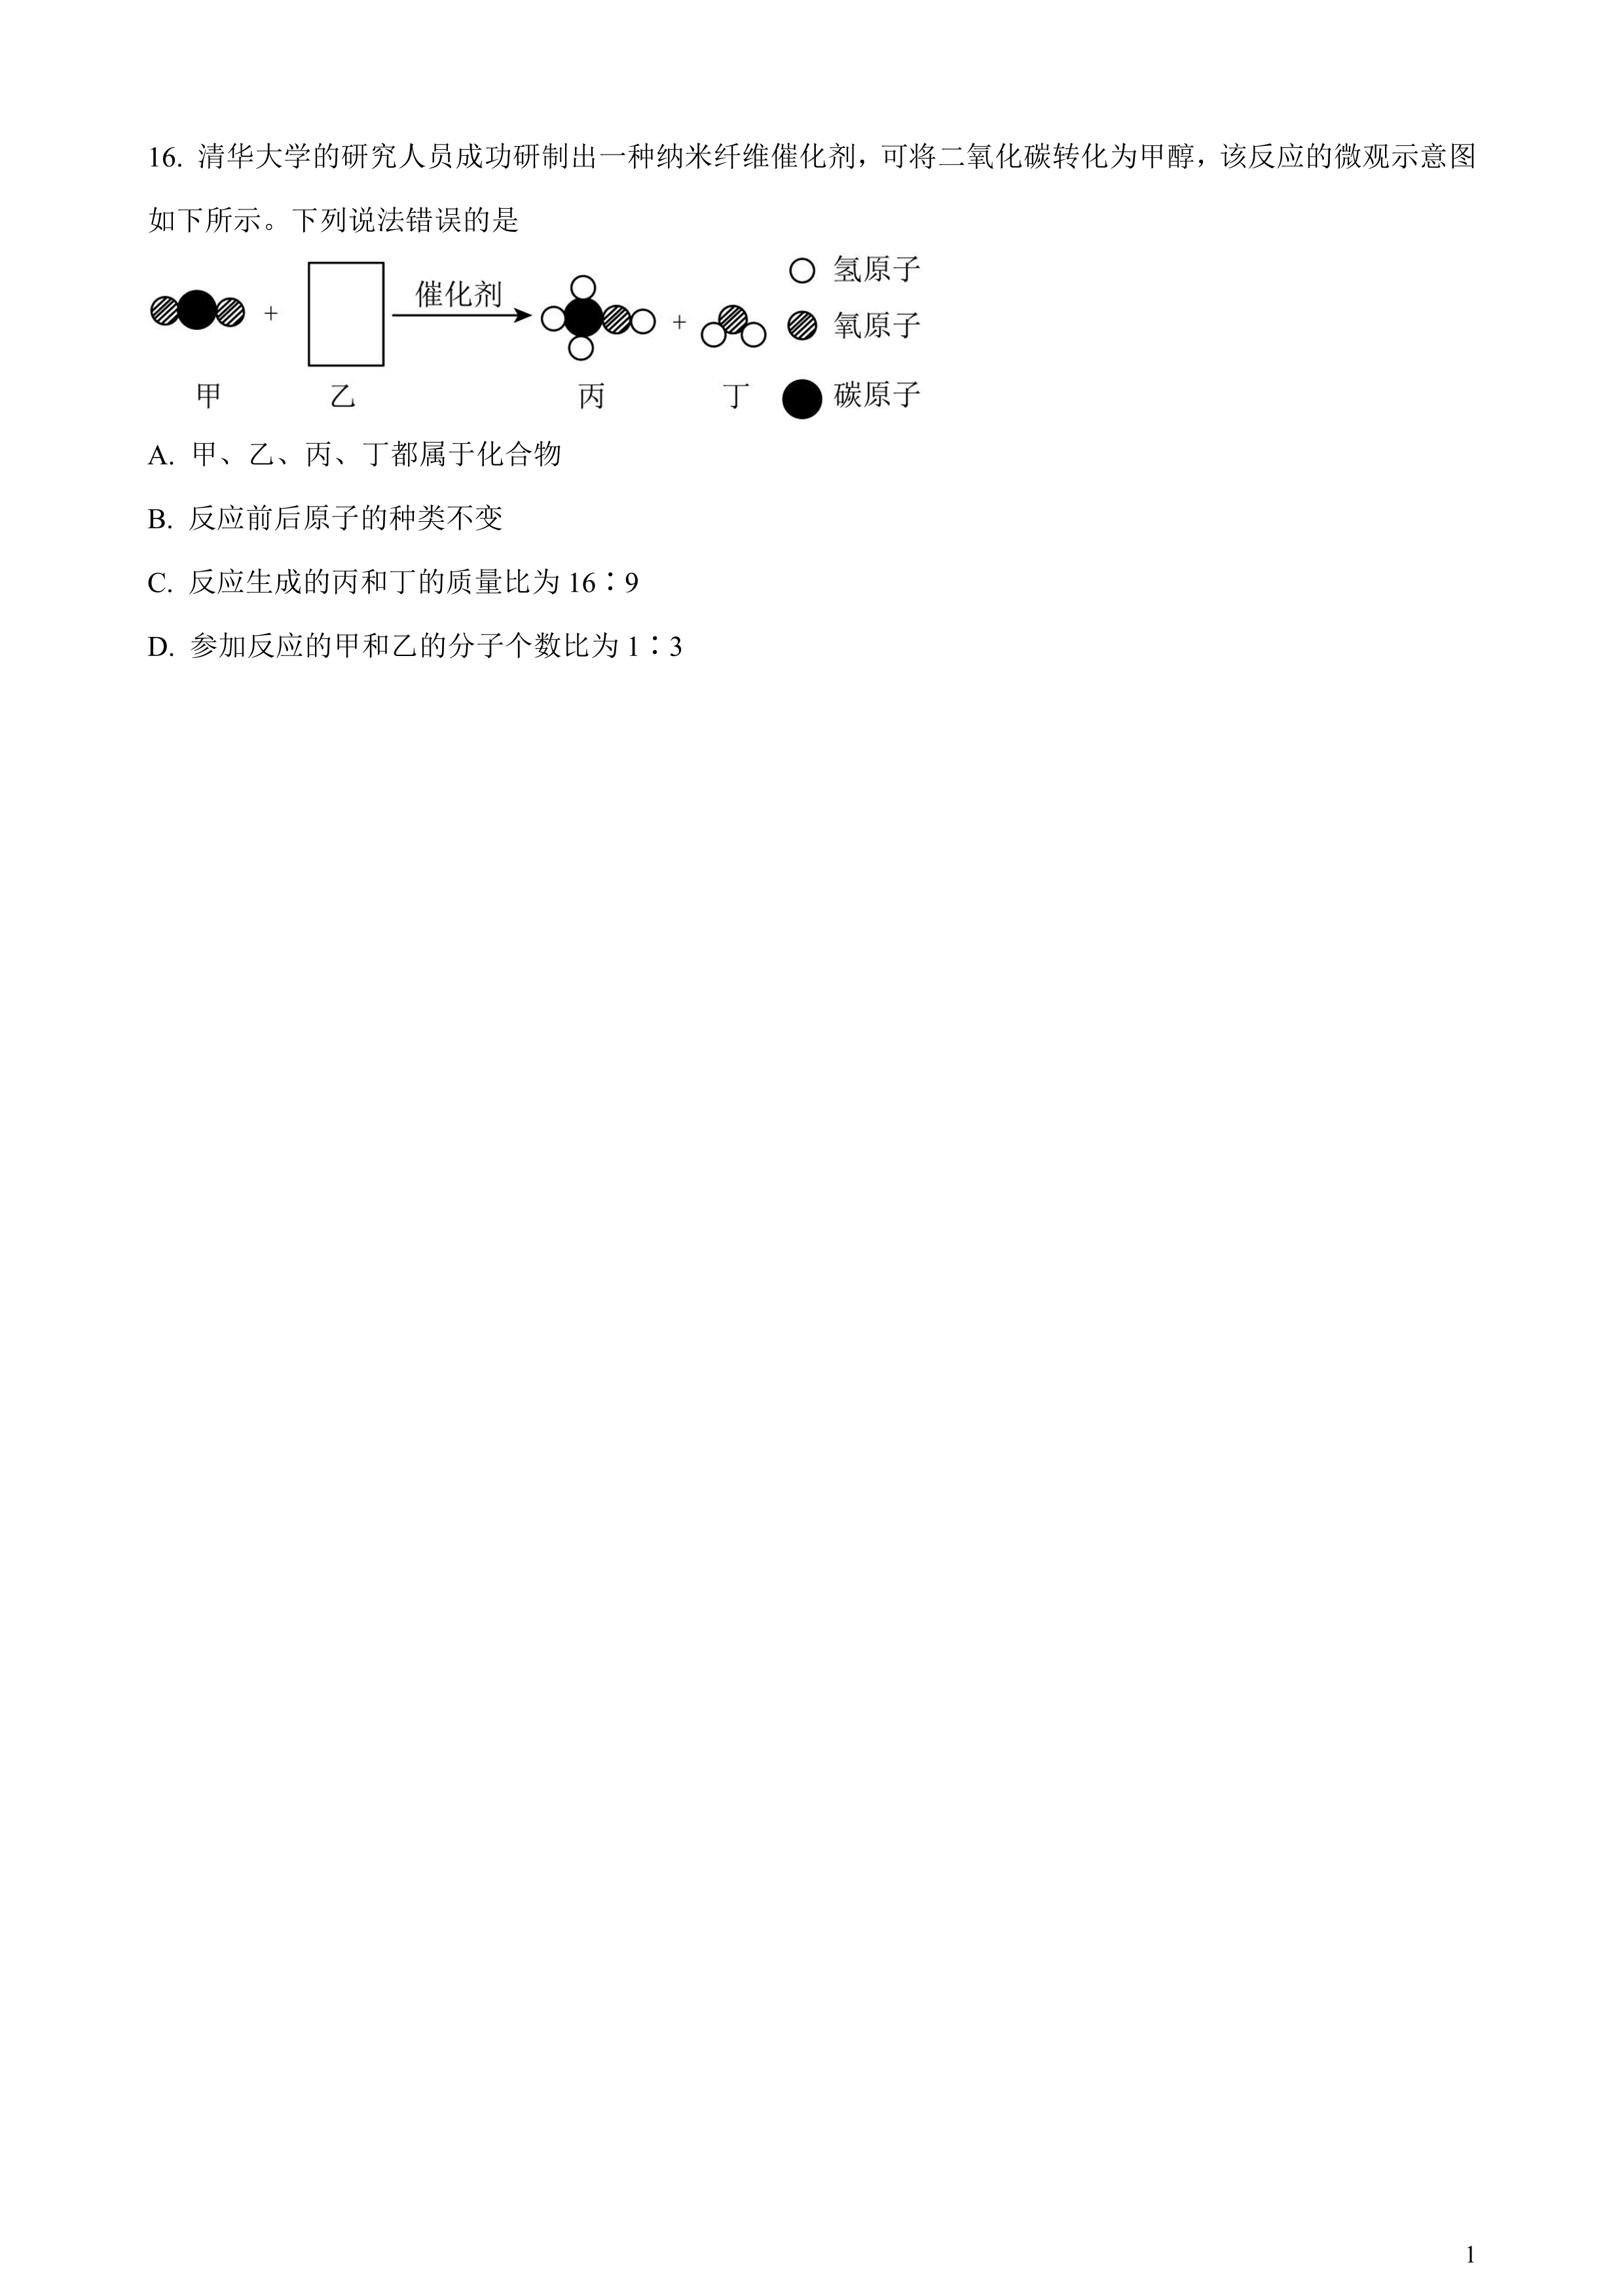 16. 清华大学的研究人员成功研制出一种纳米纤维催化剂，可将二氧化碳转化为甲醇，该反应的微观示意图
如下所示。下列说法错误的是
+ 催化剂 + 氢原子
氧原子
甲 乙 丙 丁 碳原子
A. 甲、乙、丙、丁都属于化合物
B. 反应前后原子的种类不变
C. 反应生成的丙和丁的质量比为 16∶9
D. 参加反应的甲和乙的分子个数比为 1∶3
1